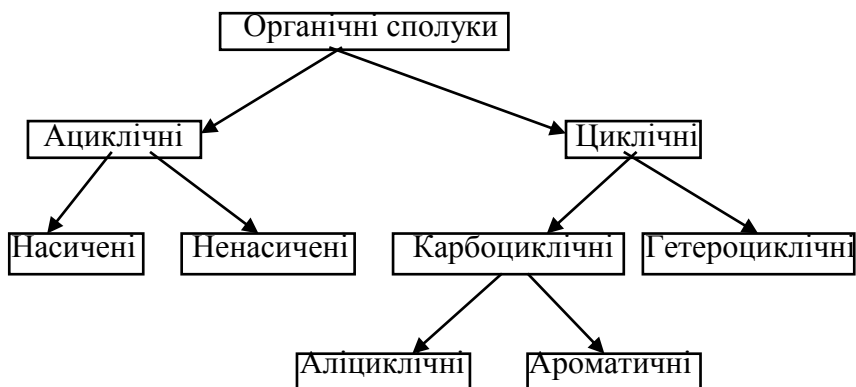 Органічні сполуки
Ациклічні Циклічні
Насичені Ненасичені Карбоциклічні Гетероциклічні
Аліциклічні Ароматичні